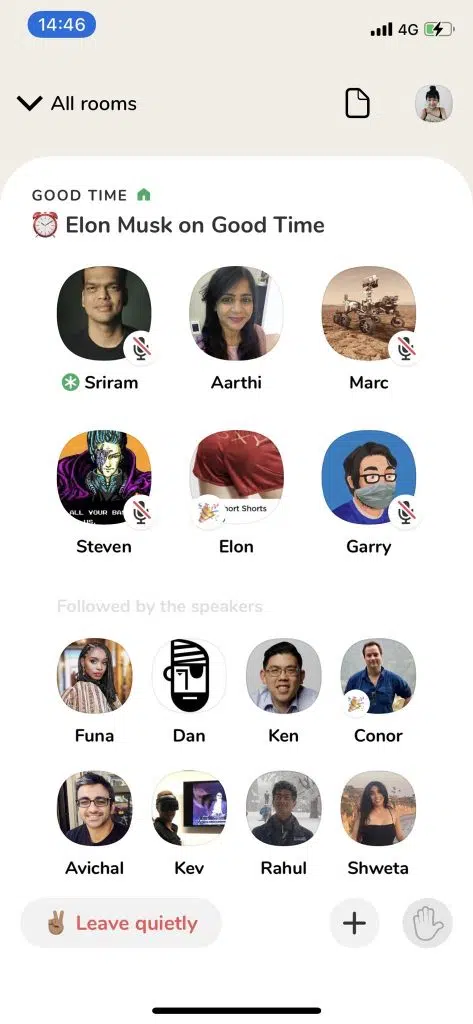 14:46
4G
All rooms
GOOD TIME
Elon Musk on Good Time
Sriram
Aarthi
Marc
ALL YOUR BA
US.
hort Shorts
Steven
Elon
Garry
Followed by the speakers
Funa
Dan
Ken
Conor
Avichal
Kev
Rahul
Shweta
Leave quietly